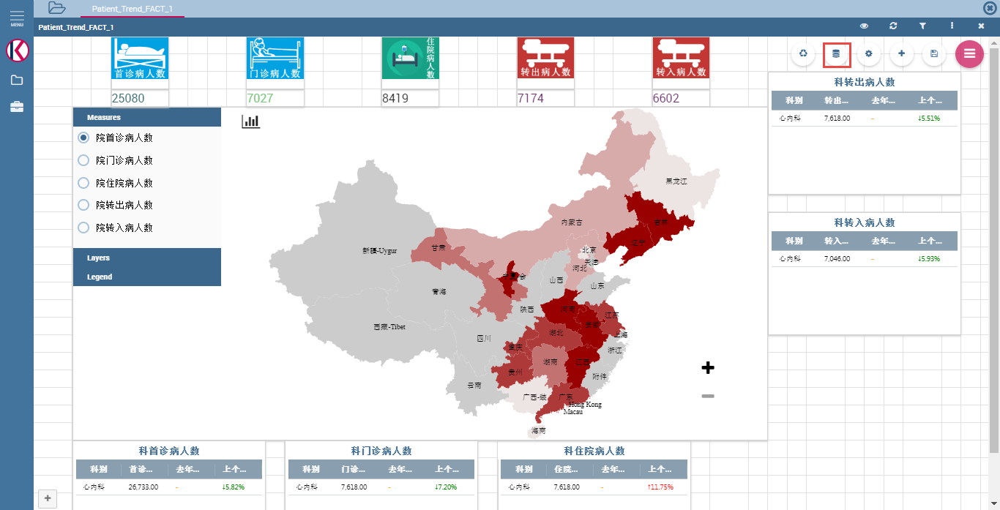 Patient_Trend_FACT_1
MENU
Patient_Trend_FACT_1
首诊病人数
门诊病人数
住院病人数
转出病人数
转入病人数
25080
7027
8419
7174
6602
Measures
院首诊病人数
院门诊病人数
院住院病人数
院转出病人数
院转入病人数
Layers
Legend
黑龙江
内蒙古
吉林
辽宁
新疆-Uygur
甘肃
北京
天津
河北
山西
山东
青海
陕西
河南
江苏
安徽
西藏-Tibet
四川
湖北
上海
重庆
浙江
湖南
江西
贵州
附件
云南
广西-装
广东
Hong Kong
Macau
海南
科转出病人数
科别 转出... 去年... 上个...
心内科 7,618.00 - ↓5.51%
科转入病人数
科别 转入... 去年... 上个...
心内科 7,046.00 - ↓5.93%
科首诊病人数
科别 首诊... 去年... 上个...
心内科 26,733.00 - ↓5.82%
科门诊病人数
科别 门诊... 去年... 上个...
心内科 7,618.00 - ↓7.20%
科住院病人数
科别 住院... 去年... 上个...
心内科 7,618.00 - ↑11.75%